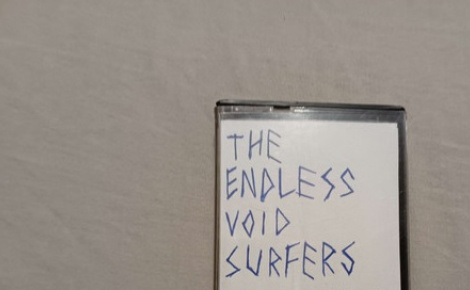 THE
ENDLESS
VOID
SURFERS